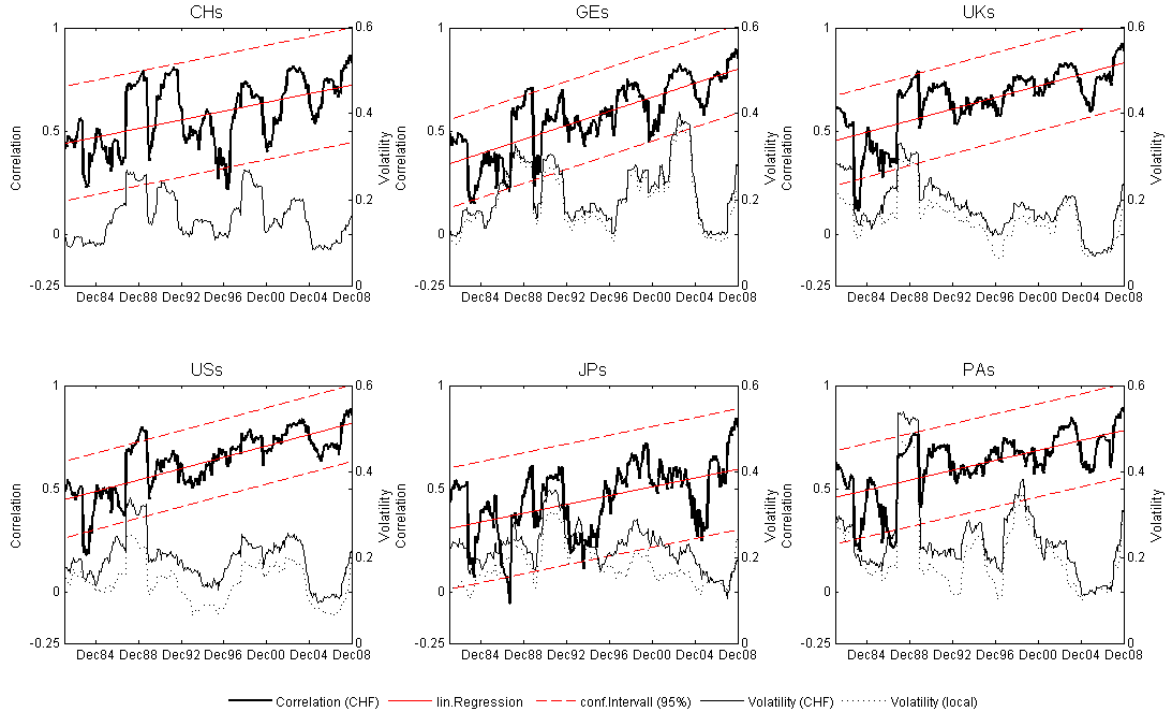 CHs GEs UKs
1 0.6 1 0.6 1 0.6
0.5 0.4 0.5 0.4 0.5 0.4
Correlation Volatility Correlation Volatility Correlation Volatility
0 0.2 0 0.2 0 0.2
-0.25 0 -0.25 0 -0.25 0
Dec84 Dec88 Dec92 Dec96 Dec00 Dec04 Dec08 Dec84 Dec88 Dec92 Dec96 Dec00 Dec04 Dec08 Dec84 Dec88 Dec92 Dec96 Dec00 Dec04 Dec08
USs JPs PAs
1 0.6 1 0.6 1 0.6
0.5 0.4 0.5 0.4 0.5 0.4
Correlation Volatility Correlation Volatility Correlation Volatility
0 0.2 0 0.2 0 0.2
-0.25 0 -0.25 0 -0.25 0
Dec84 Dec88 Dec92 Dec96 Dec00 Dec04 Dec08 Dec84 Dec88 Dec92 Dec96 Dec00 Dec04 Dec08 Dec84 Dec88 Dec92 Dec96 Dec00 Dec04 Dec08
Correlation (CHF) lin.Regression conf.Intervall (95%) Volatility (CHF) Volatility (local)